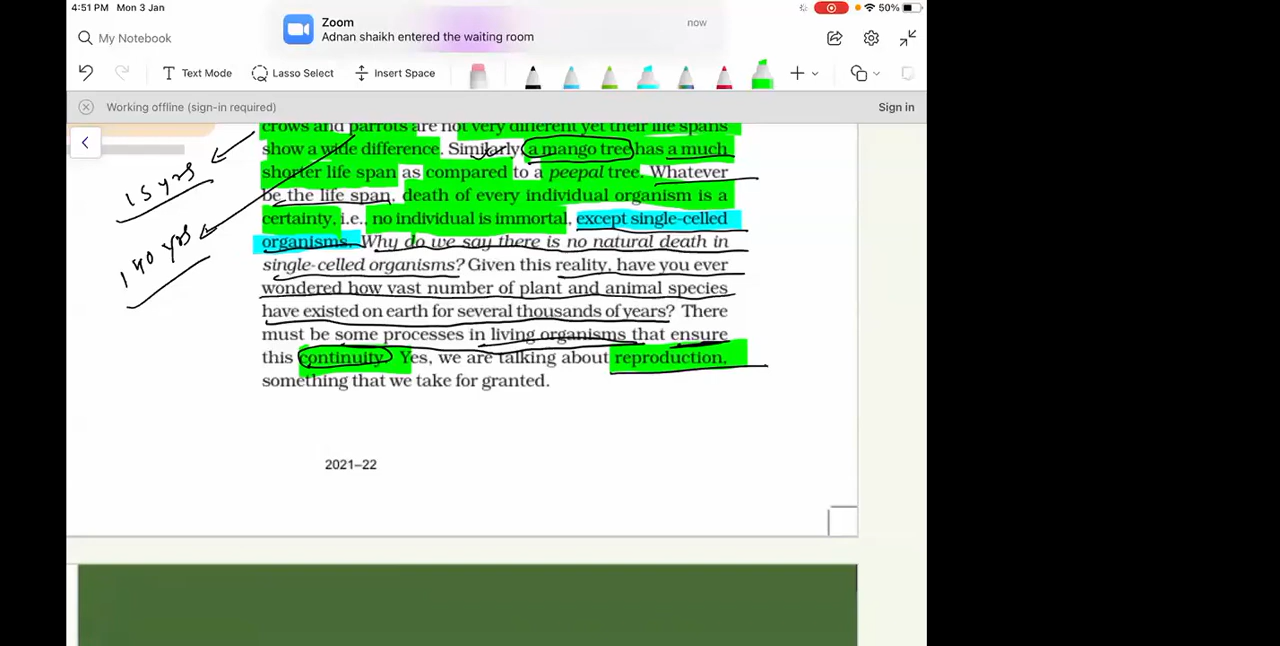 4:51 PM Mon 3 Jan
50%
Zoom
now
Adnan shaikh entered the waiting room
My Notebook
Text Mode
Lasso Select
Insert Space
Working offline (sign-in required)
Sign in
crows and parrots are not very different yet their life spans
show a wide difference. Similarly, a mango tree has a much
shorter life span as compared to a peepal tree. Whatever
be the life span, death of every individual organism is a
certainty, i.e., no individual is immortal, except single-celled
organisms. Why do we say there is no natural death in
single-celled organisms? Given this reality, have you ever
wondered how vast number of plant and animal species
have existed on earth for several thousands of years? There
must be some processes in living organisms that ensure
this continuity. Yes, we are talking about reproduction,
something that we take for granted.
15 yrs
140 yrs
2021–22